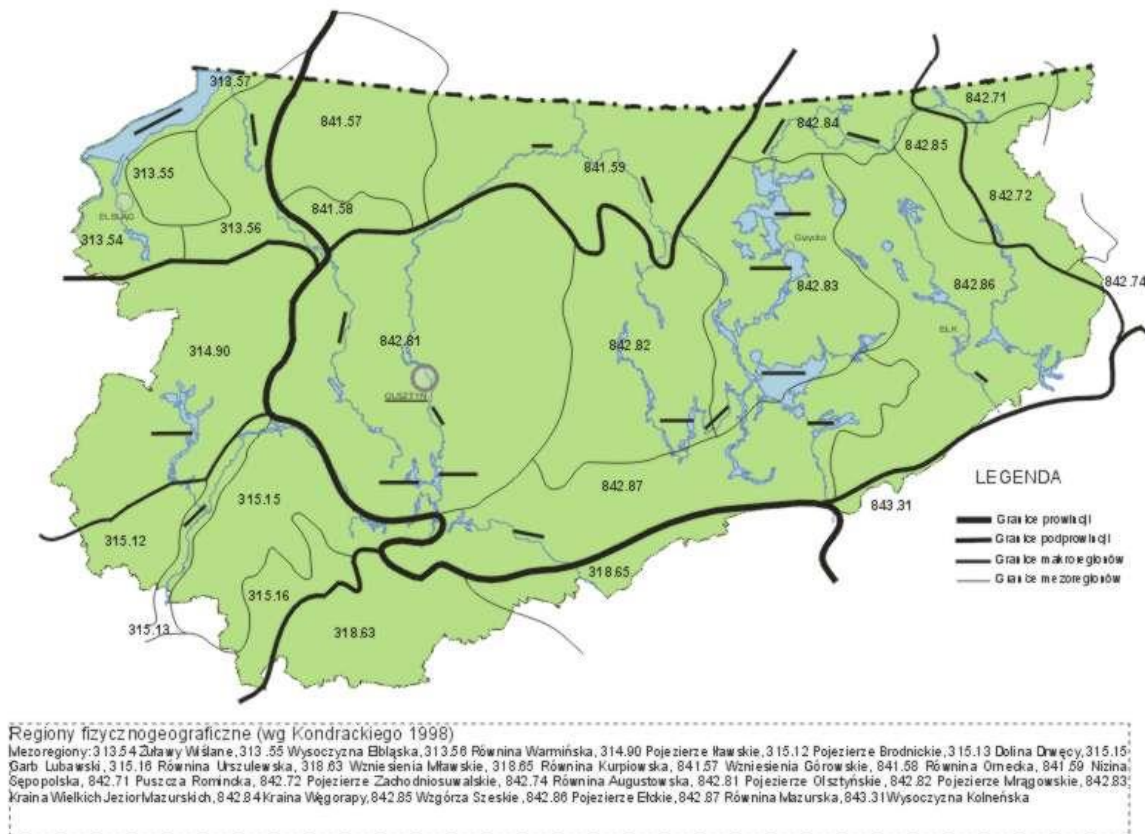 313.57
842.71
841.57
842.84
842.85
313.55
841.59
842.72
ELBLĄG
841.58
313.54
313.56
Giżycko
842.74
842.83
842.86
842.81
842.82
EŁK
314.90
OLSZTYN
LEGENDA
842.87
315.15
843.31
Granice prowincji
315.12
Granice podprowincji
Granice makroregionów
318.65
Granice mezoregionów
315.16
315.13
318.63
Regiony fizycznogeograficzne (wg Kondrackiego 1998)
Mezoregiony: 313.54 Żuławy Wiślane, 313 .55 Wysoczyzna Elbląska, 313.56 Równina Warmińska, 314.90 Pojezierze Iławskie, 315.12 Pojezierze Brodnickie, 315.13 Dolina Drwęcy, 315.15
Garb Lubawski, 315.16 Równina Urszulewska, 318.63 Wzniesienia Mławskie, 318.65 Równina Kurpiowska, 841.57 Wzniesienia Górowskie, 841.58 Równina Ornecka, 841.59 Nizina
Sępopolska, 842.71 Puszcza Romincka, 842.72 Pojezierze Zachodniosuwalskie, 842.74 Równina Augustowska, 842.81 Pojezierze Olsztyńskie, 842.82 Pojezierze Mrągowskie, 842.83
Kraina Wielkich Jezior Mazurskich, 842.84 Kraina Węgorapy, 842.85 Wzgórza Szeskie, 842.86 Pojezierze Ełckie, 842.87 Równina Mazurska, 843.31 Wysoczyzna Kolneńska